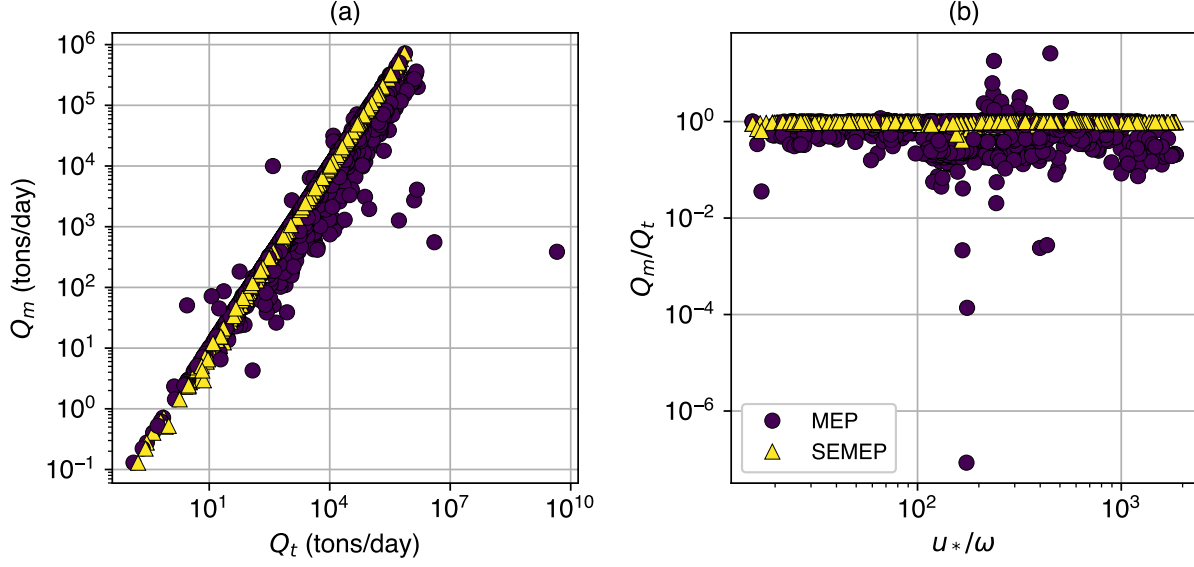 (a)
10^6
10^5
10^4
10^3
10^2
10^1
10^0
10^−1
Q_m (tons/day)
10^1
10^4
10^7
10^10
Q_t (tons/day)
(b)
10^0
10^−2
10^−4
10^−6
Q_m/Q_t
MEP
SEMEP
10^2
10^3
u_*/ω